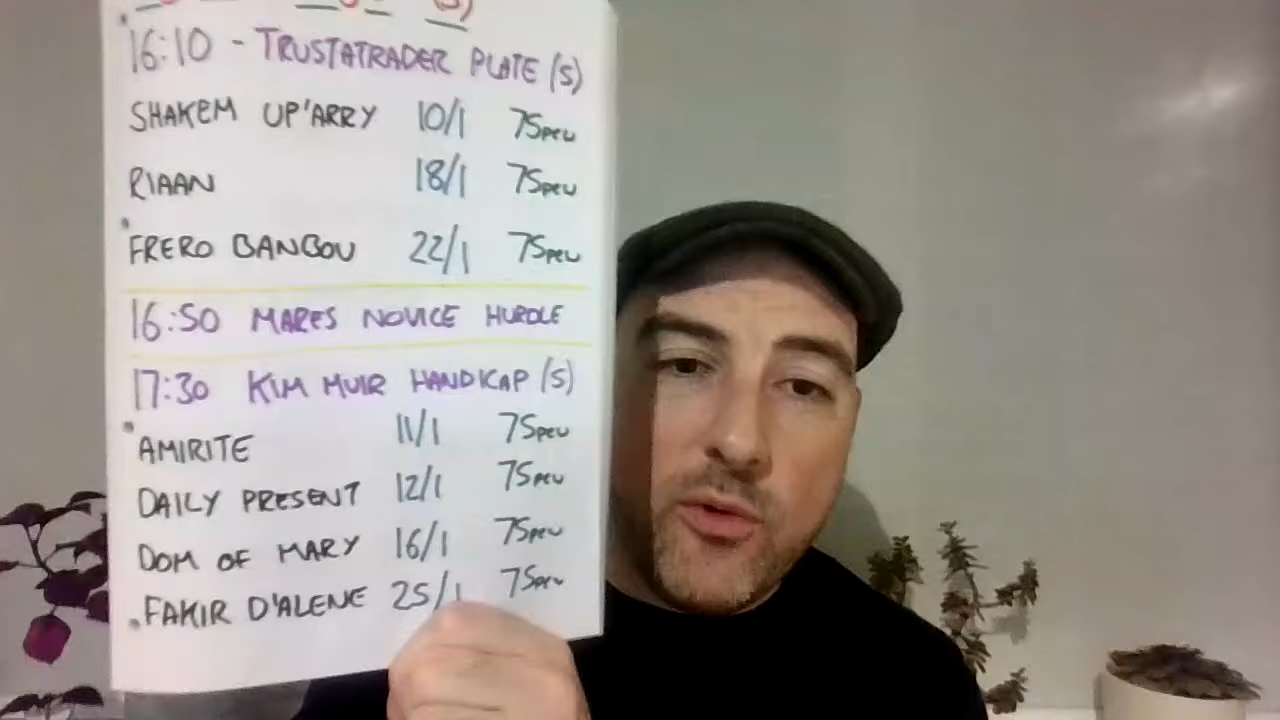 (S)
16:10 - TRUSTATRADER PLATE (S)
SHAKEM UP'ARRY 10/1 75pew
RIAAN 18/1 75pew
FRERO BANBOU 22/1 75pew
16:50 MARES NOVICE HURDLE
17:30 KIM MUIR HANDICAP (S)
AMIRITE 11/1 75pew
DAILY PRESENT 12/1 75pew
DOM OF MARY 16/1 75pew
FAKIR D'ALENE 25/1 75pew